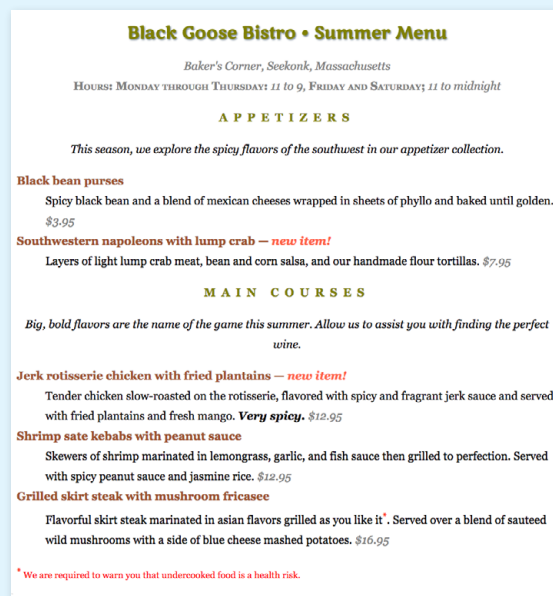 Black Goose Bistro • Summer Menu
Baker's Corner, Seekonk, Massachusetts
Hours: Monday through Thursday: 11 to 9, Friday and Saturday; 11 to midnight
APPETIZERS
This season, we explore the spicy flavors of the southwest in our appetizer collection.
Black bean purses
Spicy black bean and a blend of mexican cheeses wrapped in sheets of phyllo and baked until golden.
$3.95
Southwestern napoleons with lump crab — new item!
Layers of light lump crab meat, bean and corn salsa, and our handmade flour tortillas. $7.95
MAIN COURSES
Big, bold flavors are the name of the game this summer. Allow us to assist you with finding the perfect
wine.
Jerk rotisserie chicken with fried plantains — new item!
Tender chicken slow-roasted on the rotisserie, flavored with spicy and fragrant jerk sauce and served
with fried plantains and fresh mango. Very spicy. $12.95
Shrimp sate kebabs with peanut sauce
Skewers of shrimp marinated in lemongrass, garlic, and fish sauce then grilled to perfection. Served
with spicy peanut sauce and jasmine rice. $12.95
Grilled skirt steak with mushroom fricasee
Flavorful skirt steak marinated in asian flavors grilled as you like it*. Served over a blend of sauteed
wild mushrooms with a side of blue cheese mashed potatoes. $16.95
* We are required to warn you that undercooked food is a health risk.